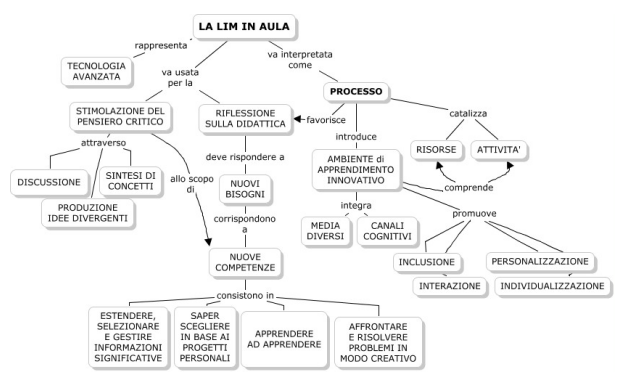 LA LIM IN AULA
rappresenta
va interpretata
come
TECNOLOGIA
AVANZATA
va usata
per la
PROCESSO
STIMOLAZIONE DEL
PENSIERO CRITICO
RIFLESSIONE
SULLA DIDATTICA
favorisce
catalizza
introduce
attraverso
RISORSE
ATTIVITA'
deve rispondere a
AMBIENTE di
APPRENDIMENTO
INNOVATIVO
DISCUSSIONE
SINTESI DI
CONCETTI
allo scopo
di
NUOVI
BISOGNI
comprende
PRODUZIONE
IDEE DIVERGENTI
integra
promuove
corrispondono
a
MEDIA
DIVERSI
CANALI
COGNITIVI
NUOVE
COMPETENZE
INCLUSIONE
PERSONALIZZAZIONE
INTERAZIONE
INDIVIDUALIZZAZIONE
consistono in
ESTENDERE,
SELEZIONARE
E GESTIRE
INFORMAZIONI
SIGNIFICATIVE
SAPER
SCEGLIERE
IN BASE AI
PROGETTI
PERSONALI
APPRENDERE
AD APPRENDERE
AFFRONTARE
E RISOLVERE
PROBLEMI IN
MODO CREATIVO